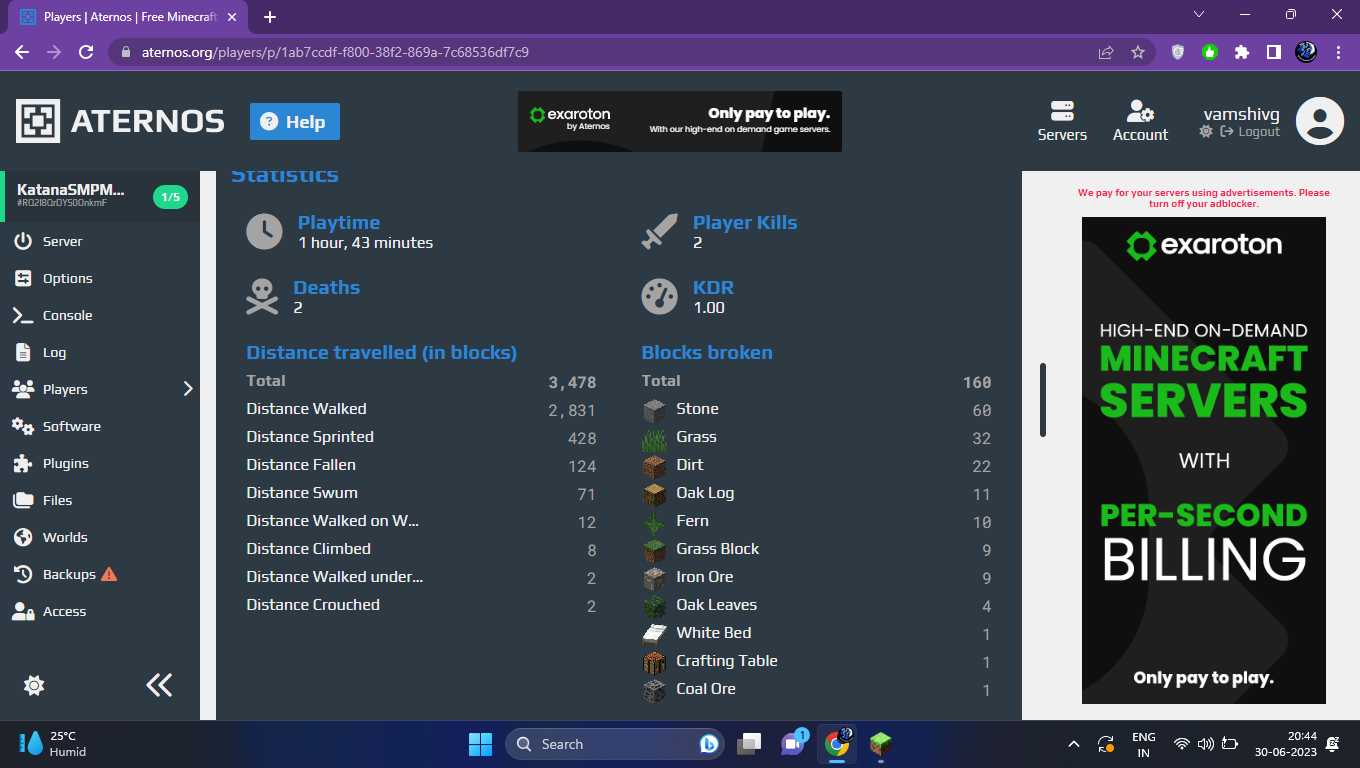 Players | Aternos | Free Minecraft
aternos.org/players/p/1ab7ccdf-f800-38f2-869a-7c68536df7c9
ATERNOS
Help
exaroton
by Aternos
Only pay to play.
With our high-end on demand game servers.
Servers
Account
vamshivg
Logout
KatanaSMPM...
1/5
Server
Options
Console
Log
Players
Software
Plugins
Files
Worlds
Backups
Access
Statistics
Playtime
1 hour, 43 minutes
Player Kills
2
Deaths
2
KDR
1.00
Distance travelled (in blocks)
Total 3,478
Distance Walked 2,831
Distance Sprinted 428
Distance Fallen 124
Distance Swum 71
Distance Walked on W... 12
Distance Climbed 8
Distance Walked under... 2
Distance Crouched 2
Blocks broken
Total 160
Stone 60
Grass 32
Dirt 22
Oak Log 11
Fern 10
Grass Block 9
Iron Ore 9
Oak Leaves 4
White Bed 1
Crafting Table 1
Coal Ore 1
We pay for your servers using advertisements. Please
turn off your adblocker.
exaroton
HIGH-END ON-DEMAND
MINECRAFT
SERVERS
WITH
PER-SECOND
BILLING
Only pay to play.
25°C
Humid
Search
1
ENG
IN
20:44
30-06-2023